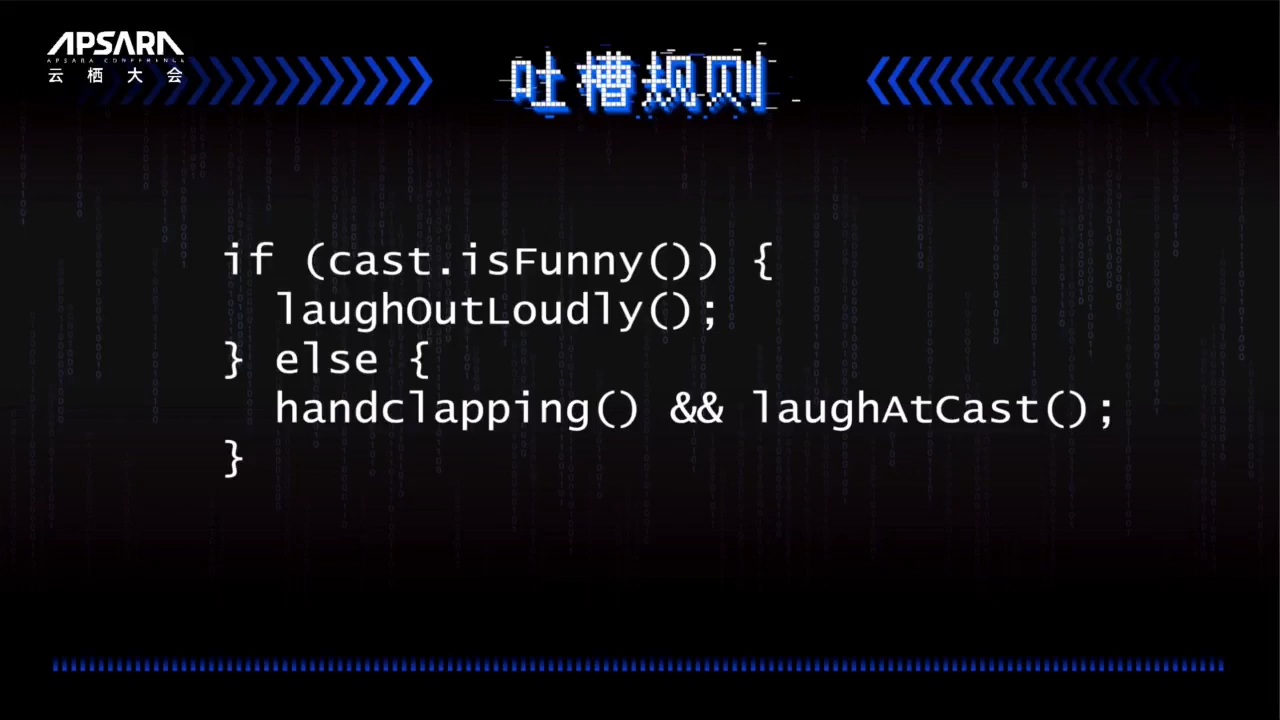 APSARA
APSARA CONFERENCE
云栖大会
吐槽规则
if (cast.isFunny()) {
  laughOutLoudly();
} else {
  handclapping() && laughAtCast();
}